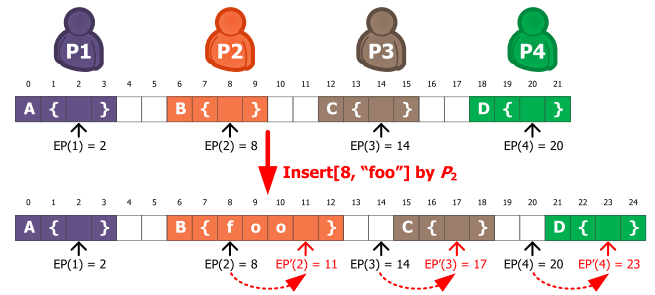 P1 P2 P3 P4
0 1 2 3 4 5 6 7 8 9 10 11 12 13 14 15 16 17 18 19 20 21
A { } B { } C { } D { }
EP(1) = 2 EP(2) = 8 EP(3) = 14 EP(4) = 20
Insert[8, “foo”] by P2
0 1 2 3 4 5 6 7 8 9 10 11 12 13 14 15 16 17 18 19 20 21 22 23 24
A { } B { f o o } C { } D { }
EP(1) = 2 EP(2) = 8 EP’(2) = 11 EP(3) = 14 EP’(3) = 17 EP(4) = 20 EP’(4) = 23